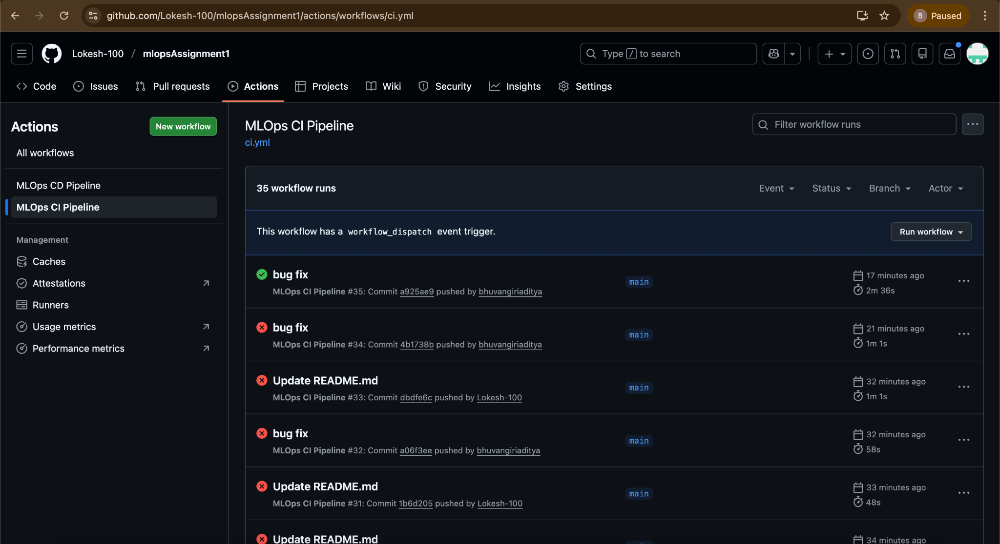 github.com/Lokesh-100/mlopsAssignment1/actions/workflows/ci.yml
B Paused
Lokesh-100 / mlopsAssignment1
Type / to search
Code Issues Pull requests Actions Projects Wiki Security Insights Settings
Actions
New workflow
All workflows
MLOps CD Pipeline
MLOps CI Pipeline
Management
Caches
Attestations
Runners
Usage metrics
Performance metrics
MLOps CI Pipeline
ci.yml
Filter workflow runs
35 workflow runs
Event Status Branch Actor
This workflow has a workflow_dispatch event trigger.
Run workflow
bug fix
MLOps CI Pipeline #35: Commit a925ae9 pushed by bhuvangiriaditya
main
17 minutes ago
2m 36s
bug fix
MLOps CI Pipeline #34: Commit 4b1738b pushed by bhuvangiriaditya
main
21 minutes ago
1m 1s
Update README.md
MLOps CI Pipeline #33: Commit dbdfe6c pushed by Lokesh-100
main
32 minutes ago
1m 1s
bug fix
MLOps CI Pipeline #32: Commit a06f3ee pushed by bhuvangiriaditya
main
32 minutes ago
58s
Update README.md
MLOps CI Pipeline #31: Commit 1b6d205 pushed by Lokesh-100
main
33 minutes ago
48s
Update README.md
34 minutes ago